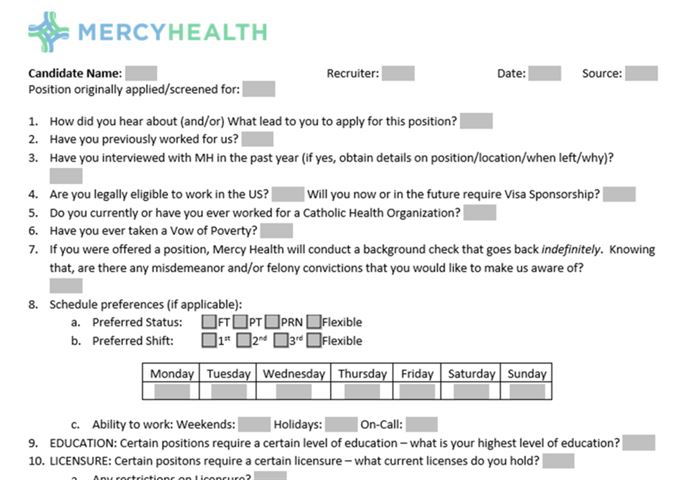 MERCYHEALTH
Candidate Name: Recruiter: Date: Source:
Position originally applied/screened for:
1. How did you hear about (and/or) What lead to you to apply for this position?
2. Have you previously worked for us?
3. Have you interviewed with MH in the past year (if yes, obtain details on position/location/when left/why)?
4. Are you legally eligible to work in the US? Will you now or in the future require Visa Sponsorship?
5. Do you currently or have you ever worked for a Catholic Health Organization?
6. Have you ever taken a Vow of Poverty?
7. If you were offered a position, Mercy Health will conduct a background check that goes back indefinitely. Knowing
that, are there any misdemeanor and/or felony convictions that you would like to make us aware of?
8. Schedule preferences (if applicable):
a. Preferred Status: FT PT PRN Flexible
b. Preferred Shift: 1st 2nd 3rd Flexible
Monday Tuesday Wednesday Thursday Friday Saturday Sunday
c. Ability to work: Weekends: Holidays: On-Call:
9. EDUCATION: Certain positions require a certain level of education – what is your highest level of education?
10. LICENSURE: Certain positons require a certain licensure – what current licenses do you hold?
a. Any restrictions on Licensure?